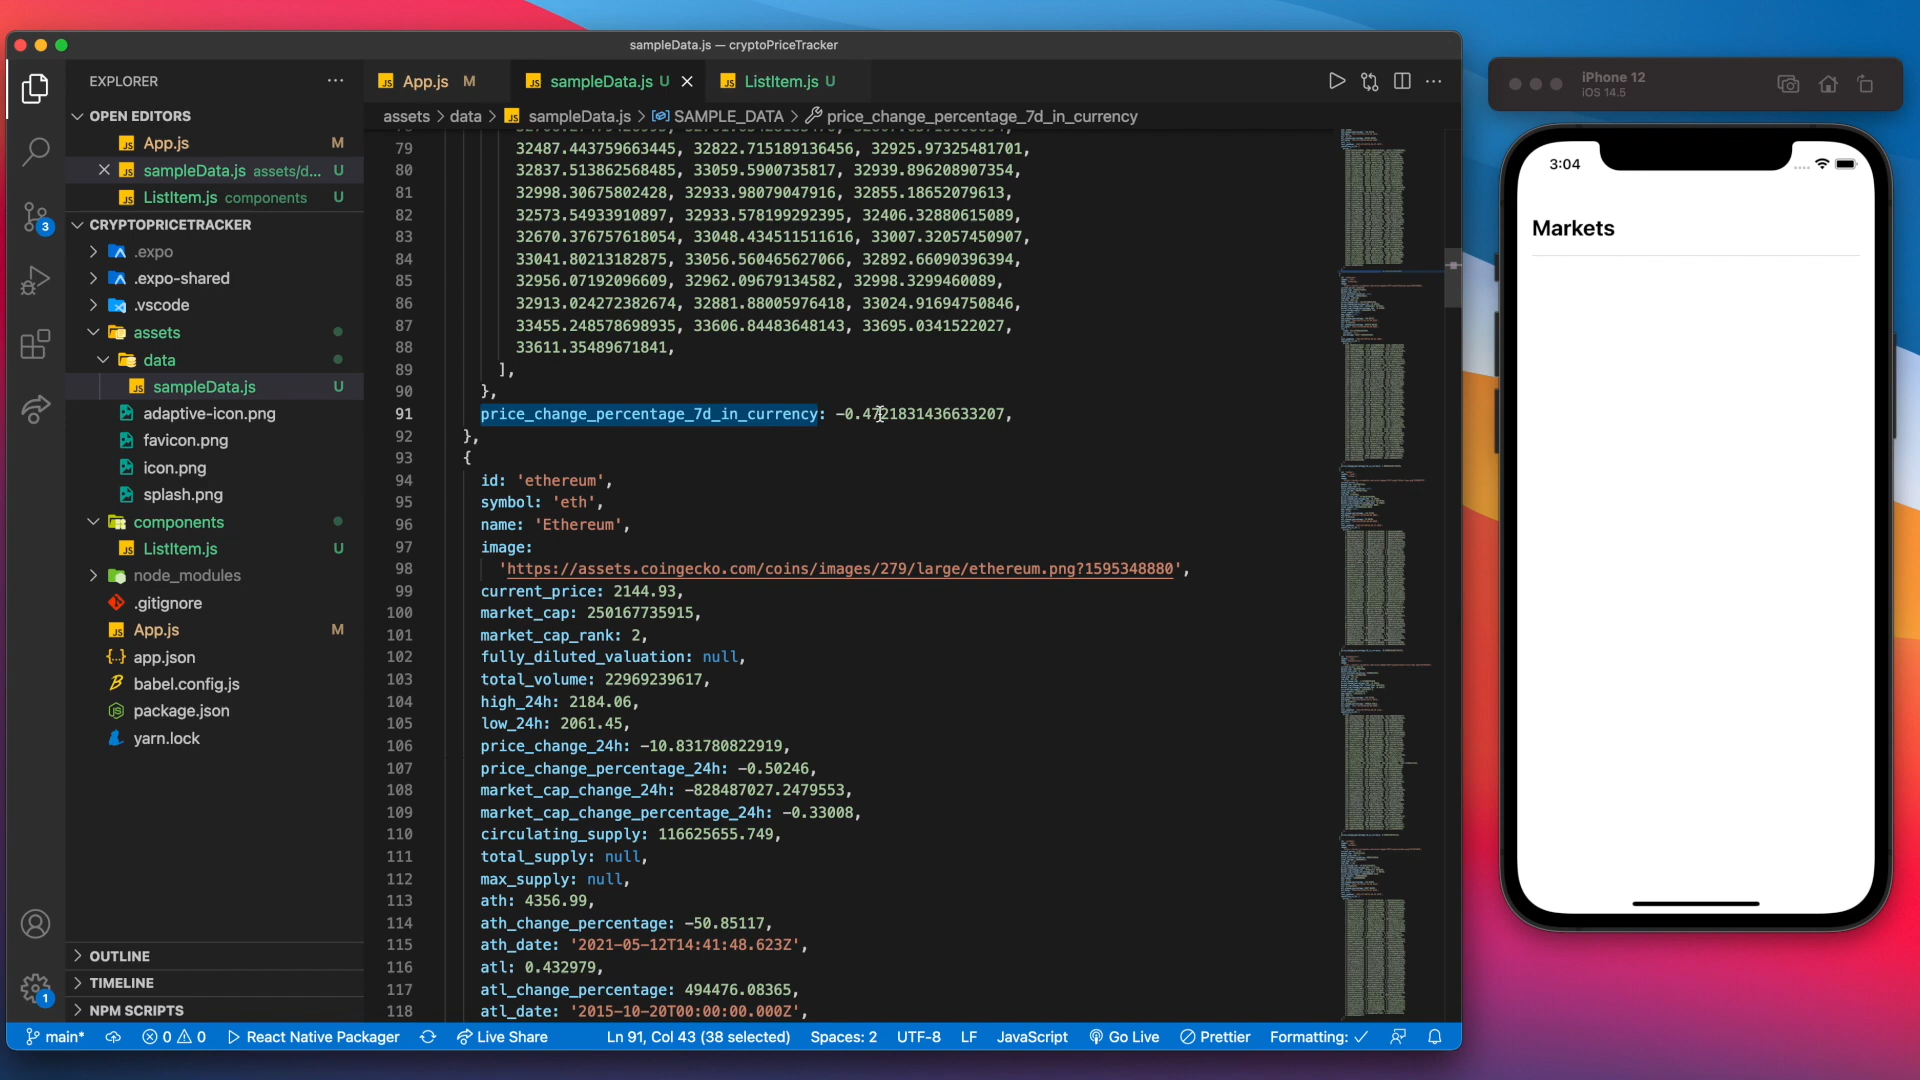 sampleData.js — cryptoPriceTracker
EXPLORER
OPEN EDITORS
App.js M
sampleData.js assets/d... U
ListItem.js components U
CRYPTOPRICETRACKER
.expo
.expo-shared
.vscode
assets
data
sampleData.js U
adaptive-icon.png
favicon.png
icon.png
splash.png
components
ListItem.js U
node_modules
.gitignore
App.js M
app.json
babel.config.js
package.json
yarn.lock
OUTLINE
TIMELINE
NPM SCRIPTS
3
1
App.js M
sampleData.js U
ListItem.js U
assets > data > sampleData.js > SAMPLE_DATA > price_change_percentage_7d_in_currency
79 32487.443759663445, 32822.715189136456, 32925.97325481701,
80 32837.513862568485, 33059.5900735817, 32939.896208907354,
81 32998.30675802428, 32933.98079047916, 32855.18652079613,
82 32573.54933910897, 32933.578199292395, 32406.32880615089,
83 32670.376757618054, 33048.434511511616, 33007.32057450907,
84 33041.80213182875, 33056.560465627066, 32892.66090396394,
85 32956.07192096609, 32962.09679134582, 32998.3299460089,
86 32913.024272382674, 32881.88005976418, 33024.91694750846,
87 33455.248578698935, 33606.84483648143, 33695.0341522027,
88 33611.35489671841,
89 ],
90 },
91 price_change_percentage_7d_in_currency: -0.4721831436633207,
92 },
93 {
94 id: 'ethereum',
95 symbol: 'eth',
96 name: 'Ethereum',
97 image:
98 'https://assets.coingecko.com/coins/images/279/large/ethereum.png?1595348880',
99 current_price: 2144.93,
100 market_cap: 250167735915,
101 market_cap_rank: 2,
102 fully_diluted_valuation: null,
103 total_volume: 22969239617,
104 high_24h: 2184.06,
105 low_24h: 2061.45,
106 price_change_24h: -10.831780822919,
107 price_change_percentage_24h: -0.50246,
108 market_cap_change_24h: -828487027.2479553,
109 market_cap_change_percentage_24h: -0.33008,
110 circulating_supply: 116625655.749,
111 total_supply: null,
112 max_supply: null,
113 ath: 4356.99,
114 ath_change_percentage: -50.85117,
115 ath_date: '2021-05-12T14:41:48.623Z',
116 atl: 0.432979,
117 atl_change_percentage: 494476.08365,
118 atl_date: '2015-10-20T00:00:00.000Z',
main* 0 0 React Native Packager Live Share Ln 91, Col 43 (38 selected) Spaces: 2 UTF-8 LF JavaScript Go Live Prettier Formatting: ✓
iPhone 12
iOS 14.5
3:04
Markets